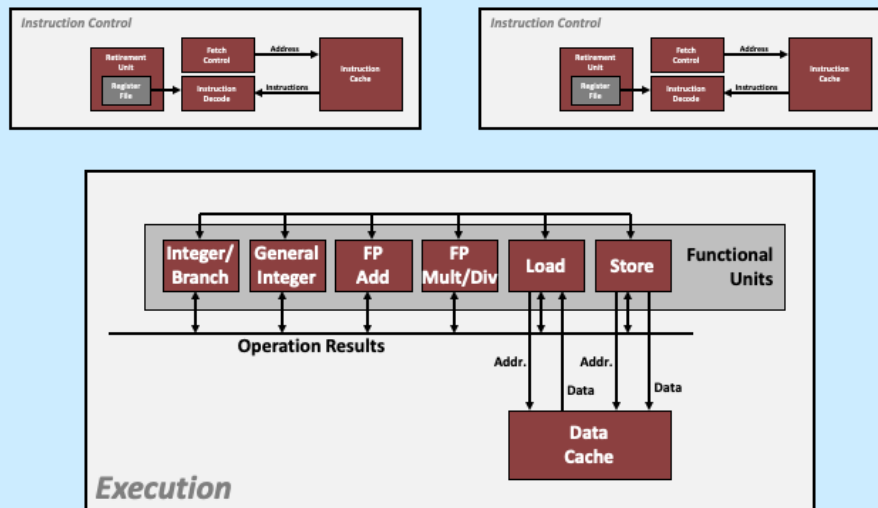 Instruction Control
Retirement
Unit
Register
File
Fetch
Control
Address
Instruction
Decode
Instructions
Instruction
Cache
Instruction Control
Retirement
Unit
Register
File
Fetch
Control
Address
Instruction
Decode
Instructions
Instruction
Cache
Integer/
Branch
General
Integer
FP
Add
FP
Mult/Div
Load
Store
Functional
Units
Operation Results
Addr.
Addr.
Data
Data
Data
Cache
Execution